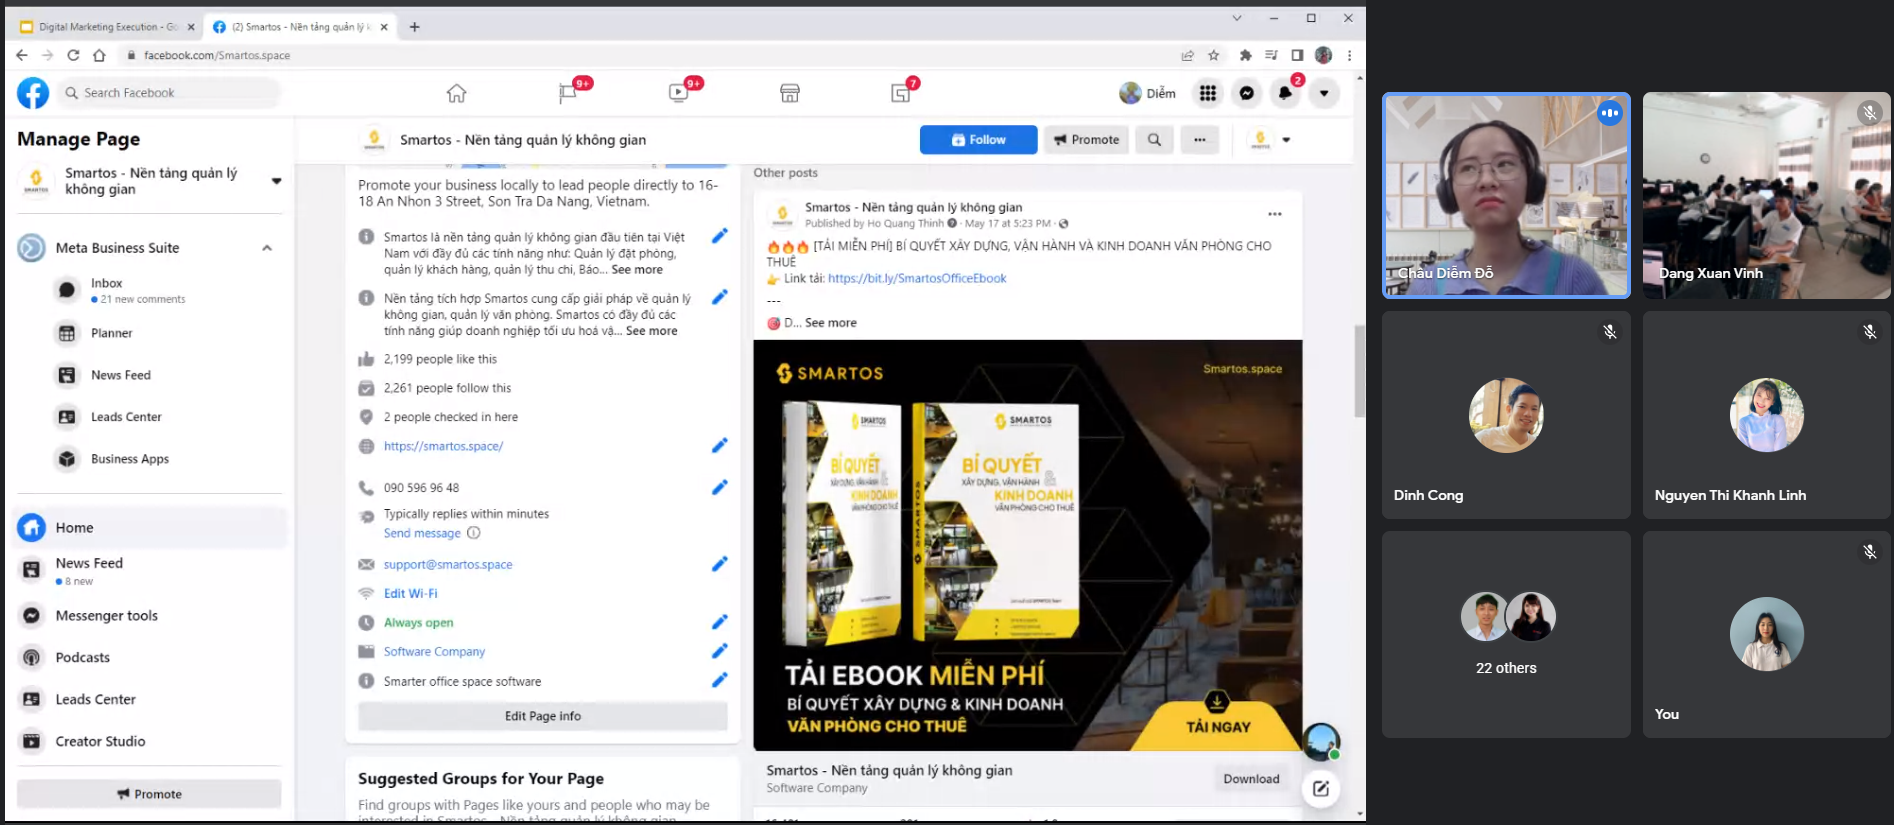 Digital Marketing Execution - Go
(2) Smartos - Nền tảng quản lý k
facebook.com/Smartos.space
Search Facebook
9+
9+
7
Diễm
2
Manage Page
Smartos - Nền tảng quản lý
không gian
Meta Business Suite
Inbox
21 new comments
Planner
News Feed
Leads Center
Business Apps
Home
News Feed
8 new
Messenger tools
Podcasts
Leads Center
Creator Studio
Promote
Smartos - Nền tảng quản lý không gian
Follow
Promote
Promote your business locally to lead people directly to 16-
18 An Nhon 3 Street, Son Tra Da Nang, Vietnam.
Smartos là nền tảng quản lý không gian đầu tiên tại Việt
Nam với đầy đủ các tính năng như: Quản lý đặt phòng,
quản lý khách hàng, quản lý thu chi, Báo... See more
Nền tảng tích hợp Smartos cung cấp giải pháp về quản lý
không gian, quản lý văn phòng. Smartos có đầy đủ các
tính năng giúp doanh nghiệp tối ưu hoá vậ... See more
2,199 people like this
2,261 people follow this
2 people checked in here
https://smartos.space/
090 596 96 48
Typically replies within minutes
Send message
support@smartos.space
Edit Wi-Fi
Always open
Software Company
Smarter office space software
Edit Page info
Suggested Groups for Your Page
Find groups with Pages like yours and people who may be
interested in Smartos - Nền tảng quản lý không gian
Other posts
Smartos - Nền tảng quản lý không gian
Published by Ho Quang Thinh · May 17 at 5:23 PM ·
🔥🔥🔥 [TẢI MIỄN PHÍ] BÍ QUYẾT XÂY DỰNG, VẬN HÀNH VÀ KINH DOANH VĂN PHÒNG CHO
THUÊ
👉 Link tải: https://bit.ly/SmartosOfficeEbook
---
🎯 D... See more
SMARTOS
Smartos.space
SMARTOS
BÍ QUYẾT
XÂY DỰNG, VẬN HÀNH
&
KINH DOANH
VĂN PHÒNG CHO THUÊ
SMARTOS
SMARTOS
BÍ QUYẾT
XÂY DỰNG, VẬN HÀNH
&
KINH DOANH
VĂN PHÒNG CHO THUÊ
TẢI EBOOK MIỄN PHÍ
BÍ QUYẾT XÂY DỰNG & KINH DOANH
VĂN PHÒNG CHO THUÊ
TẢI NGAY
Smartos - Nền tảng quản lý không gian
Software Company
Download
Châu Diễm Đỗ
Dang Xuan Vinh
Dinh Cong
Nguyen Thi Khanh Linh
22 others
You